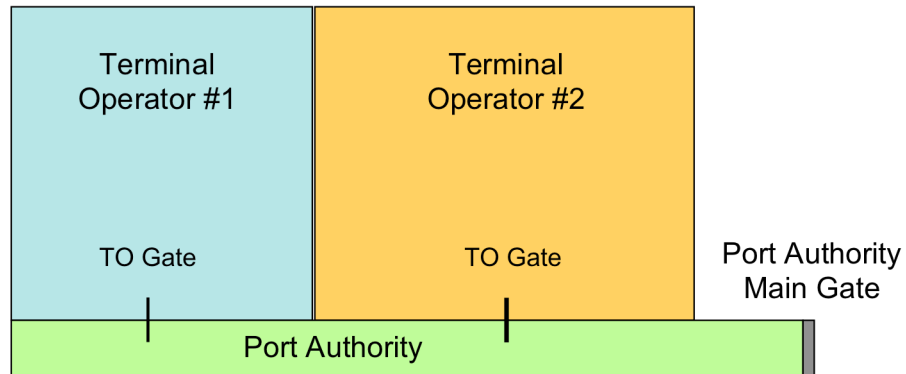 Terminal
Operator #1
Terminal
Operator #2
TO Gate
TO Gate
Port Authority
Main Gate
Port Authority